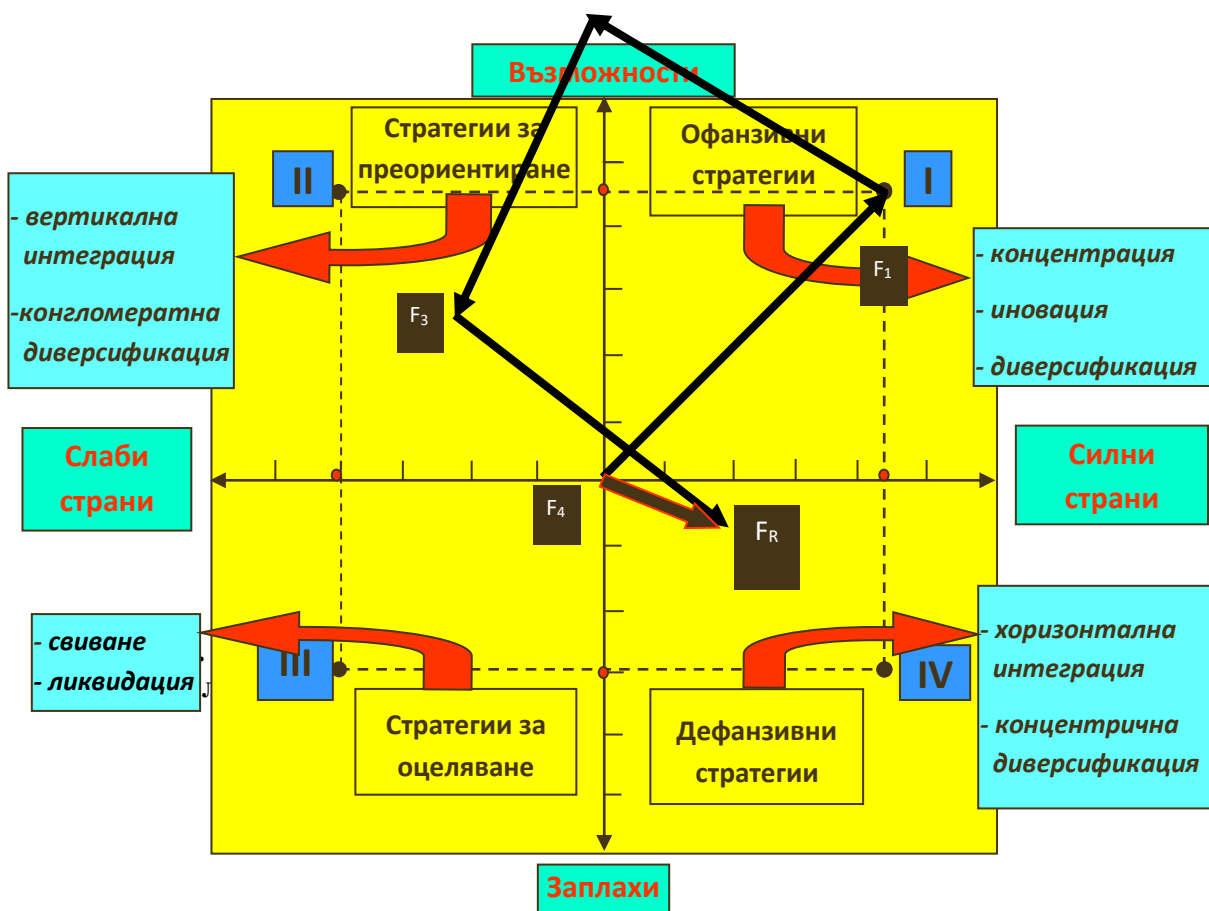 Възможности
Стратегии за
преориентиране
Офанзивни
стратегии
II
I
- вертикална
интеграция
-конгломератна
диверсификация
F1
- концентрация
- иновация
- диверсификация
F3
Слаби
страни
Силни
страни
F4
FR
- свиване
- ликвидация
III
IV
- хоризонтална
интеграция
- концентрична
диверсификация
Стратегии за
оцеляване
Дефанзивни
стратегии
Заплахи